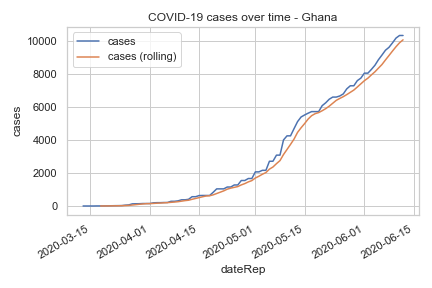 COVID-19 cases over time - Ghana
cases
cases (rolling)
10000
8000
6000
4000
2000
0
cases
2020-03-15
2020-04-01
2020-04-15
2020-05-01
2020-05-15
2020-06-01
2020-06-15
dateRep